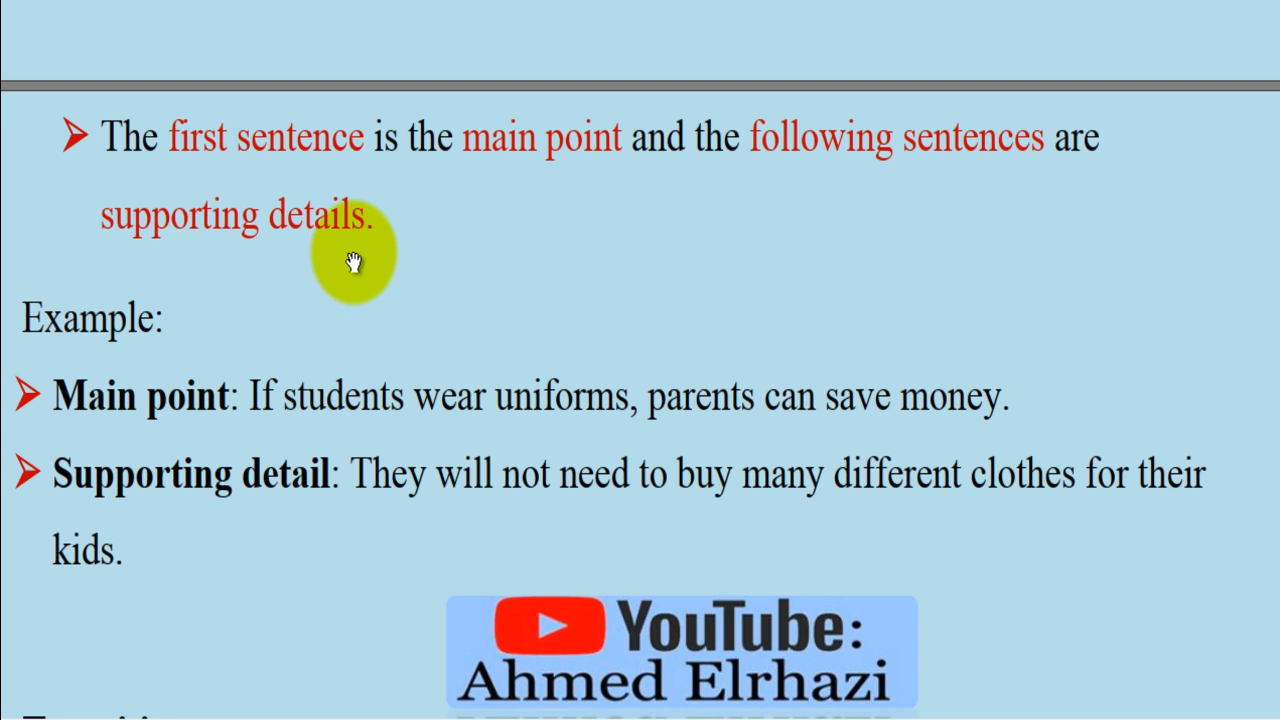 The first sentence is the main point and the following sentences are
supporting details.
Example:
Main point: If students wear uniforms, parents can save money.
Supporting detail: They will not need to buy many different clothes for their
kids.
YouTube:
Ahmed Elrhazi